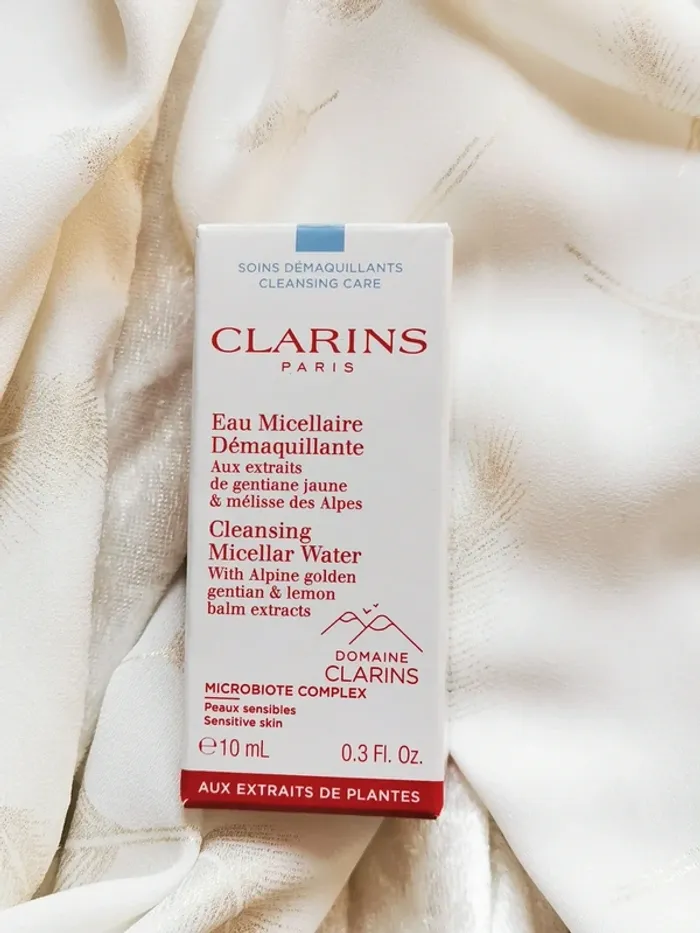 SOINS DÉMAQUILLANTS
CLEANSING CARE
CLARINS
PARIS
Eau Micellaire
Démaquillante
Aux extraits
de gentiane jaune
& mélisse des Alpes
Cleansing
Micellar Water
With Alpine golden
gentian & lemon
balm extracts
DOMAINE
CLARINS
MICROBIOTE COMPLEX
Peaux sensibles
Sensitive skin
℮10 mL 0.3 Fl. Oz.
AUX EXTRAITS DE PLANTES